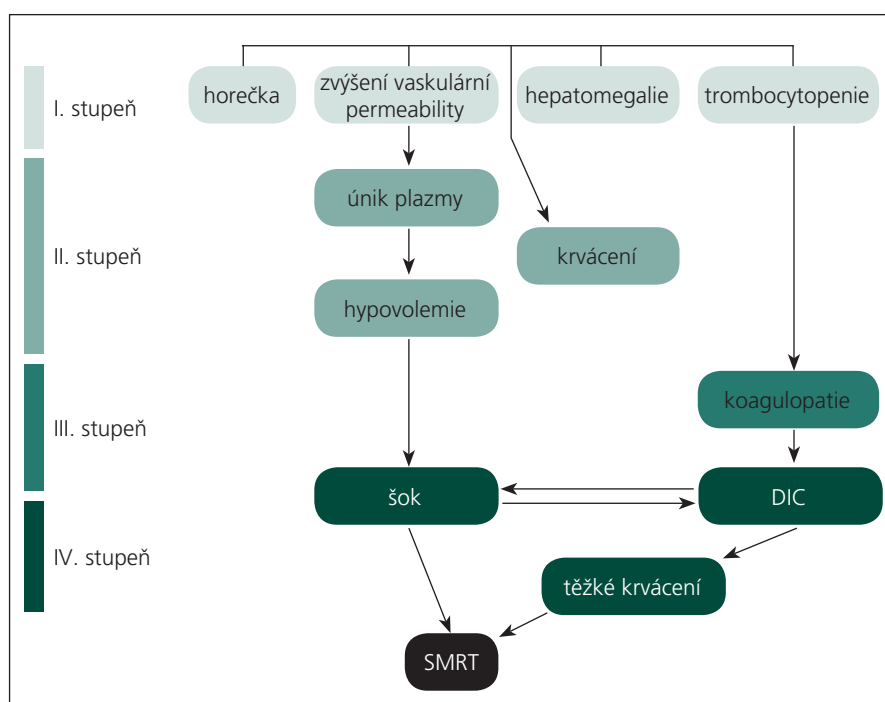 I. stupeň
horečka
zvýšení vaskulární
permeability
hepatomegalie
trombocytopenie
II. stupeň
únik plazmy
krvácení
hypovolemie
III. stupeň
koagulopatie
šok
DIC
IV. stupeň
těžké krvácení
SMRT